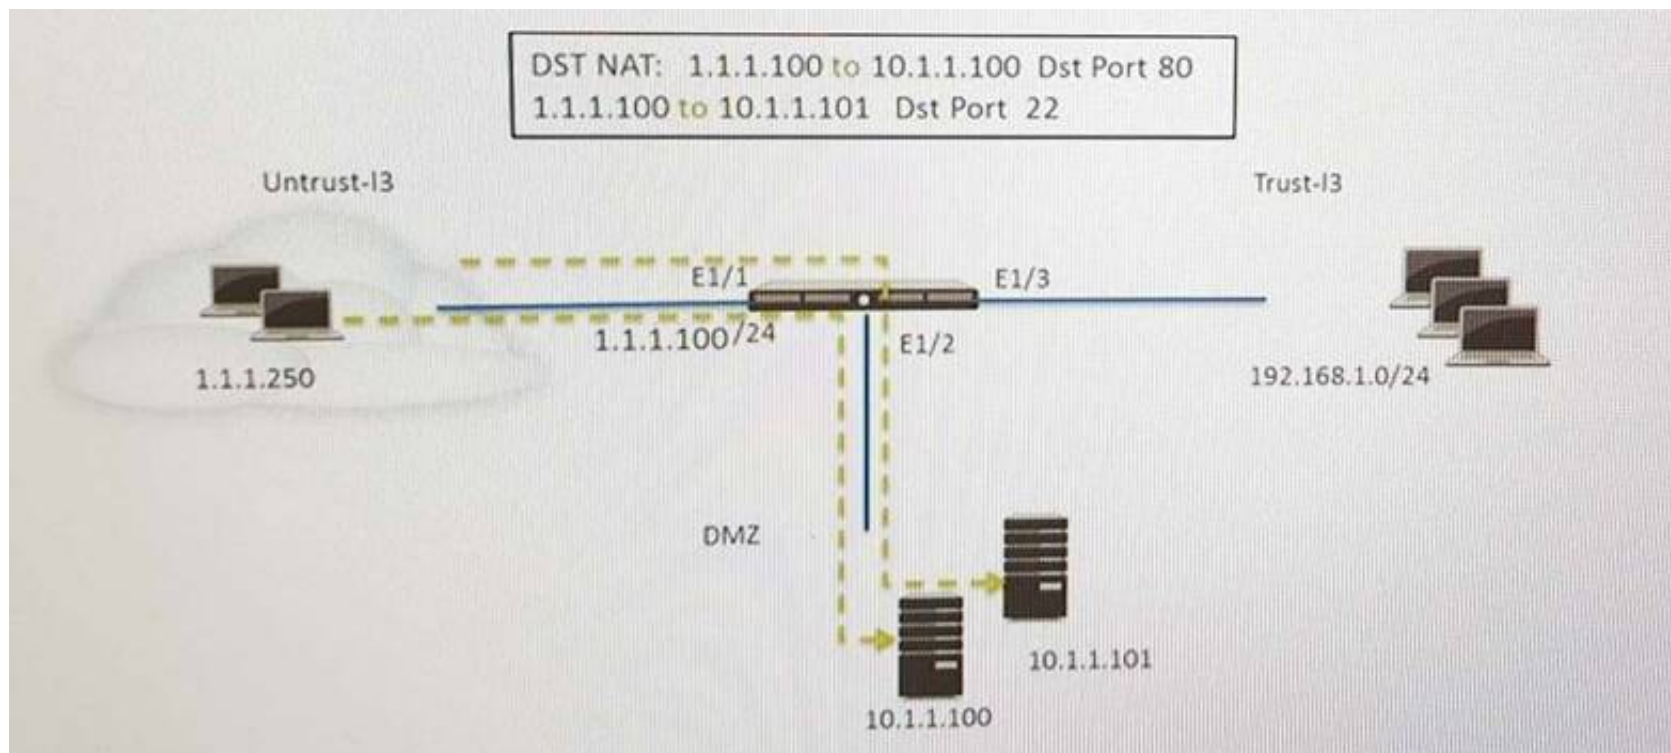 DST NAT: 1.1.1.100 to 10.1.1.100 Dst Port 80
1.1.1.100 to 10.1.1.101 Dst Port 22
Untrust-l3
Trust-l3
E1/1
E1/3
1.1.1.100/24
E1/2
1.1.1.250
192.168.1.0/24
DMZ
10.1.1.101
10.1.1.100